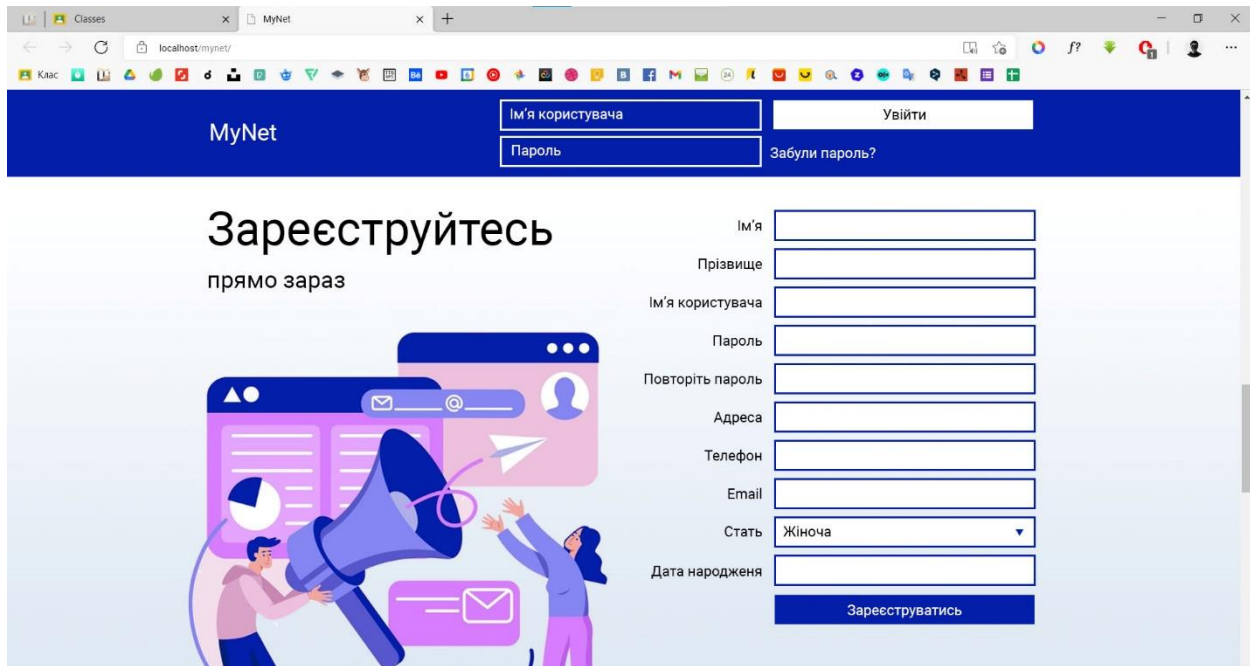 Classes
MyNet
localhost/mynet/
Клас
MyNet
Ім'я користувача
Увійти
Пароль
Забули пароль?
Зареєструйтесь
прямо зараз
Ім'я
Прізвище
Ім'я користувача
Пароль
Повторіть пароль
Адреса
Телефон
Email
Стать
Жіноча
Дата народженя
Зареєструватись
@